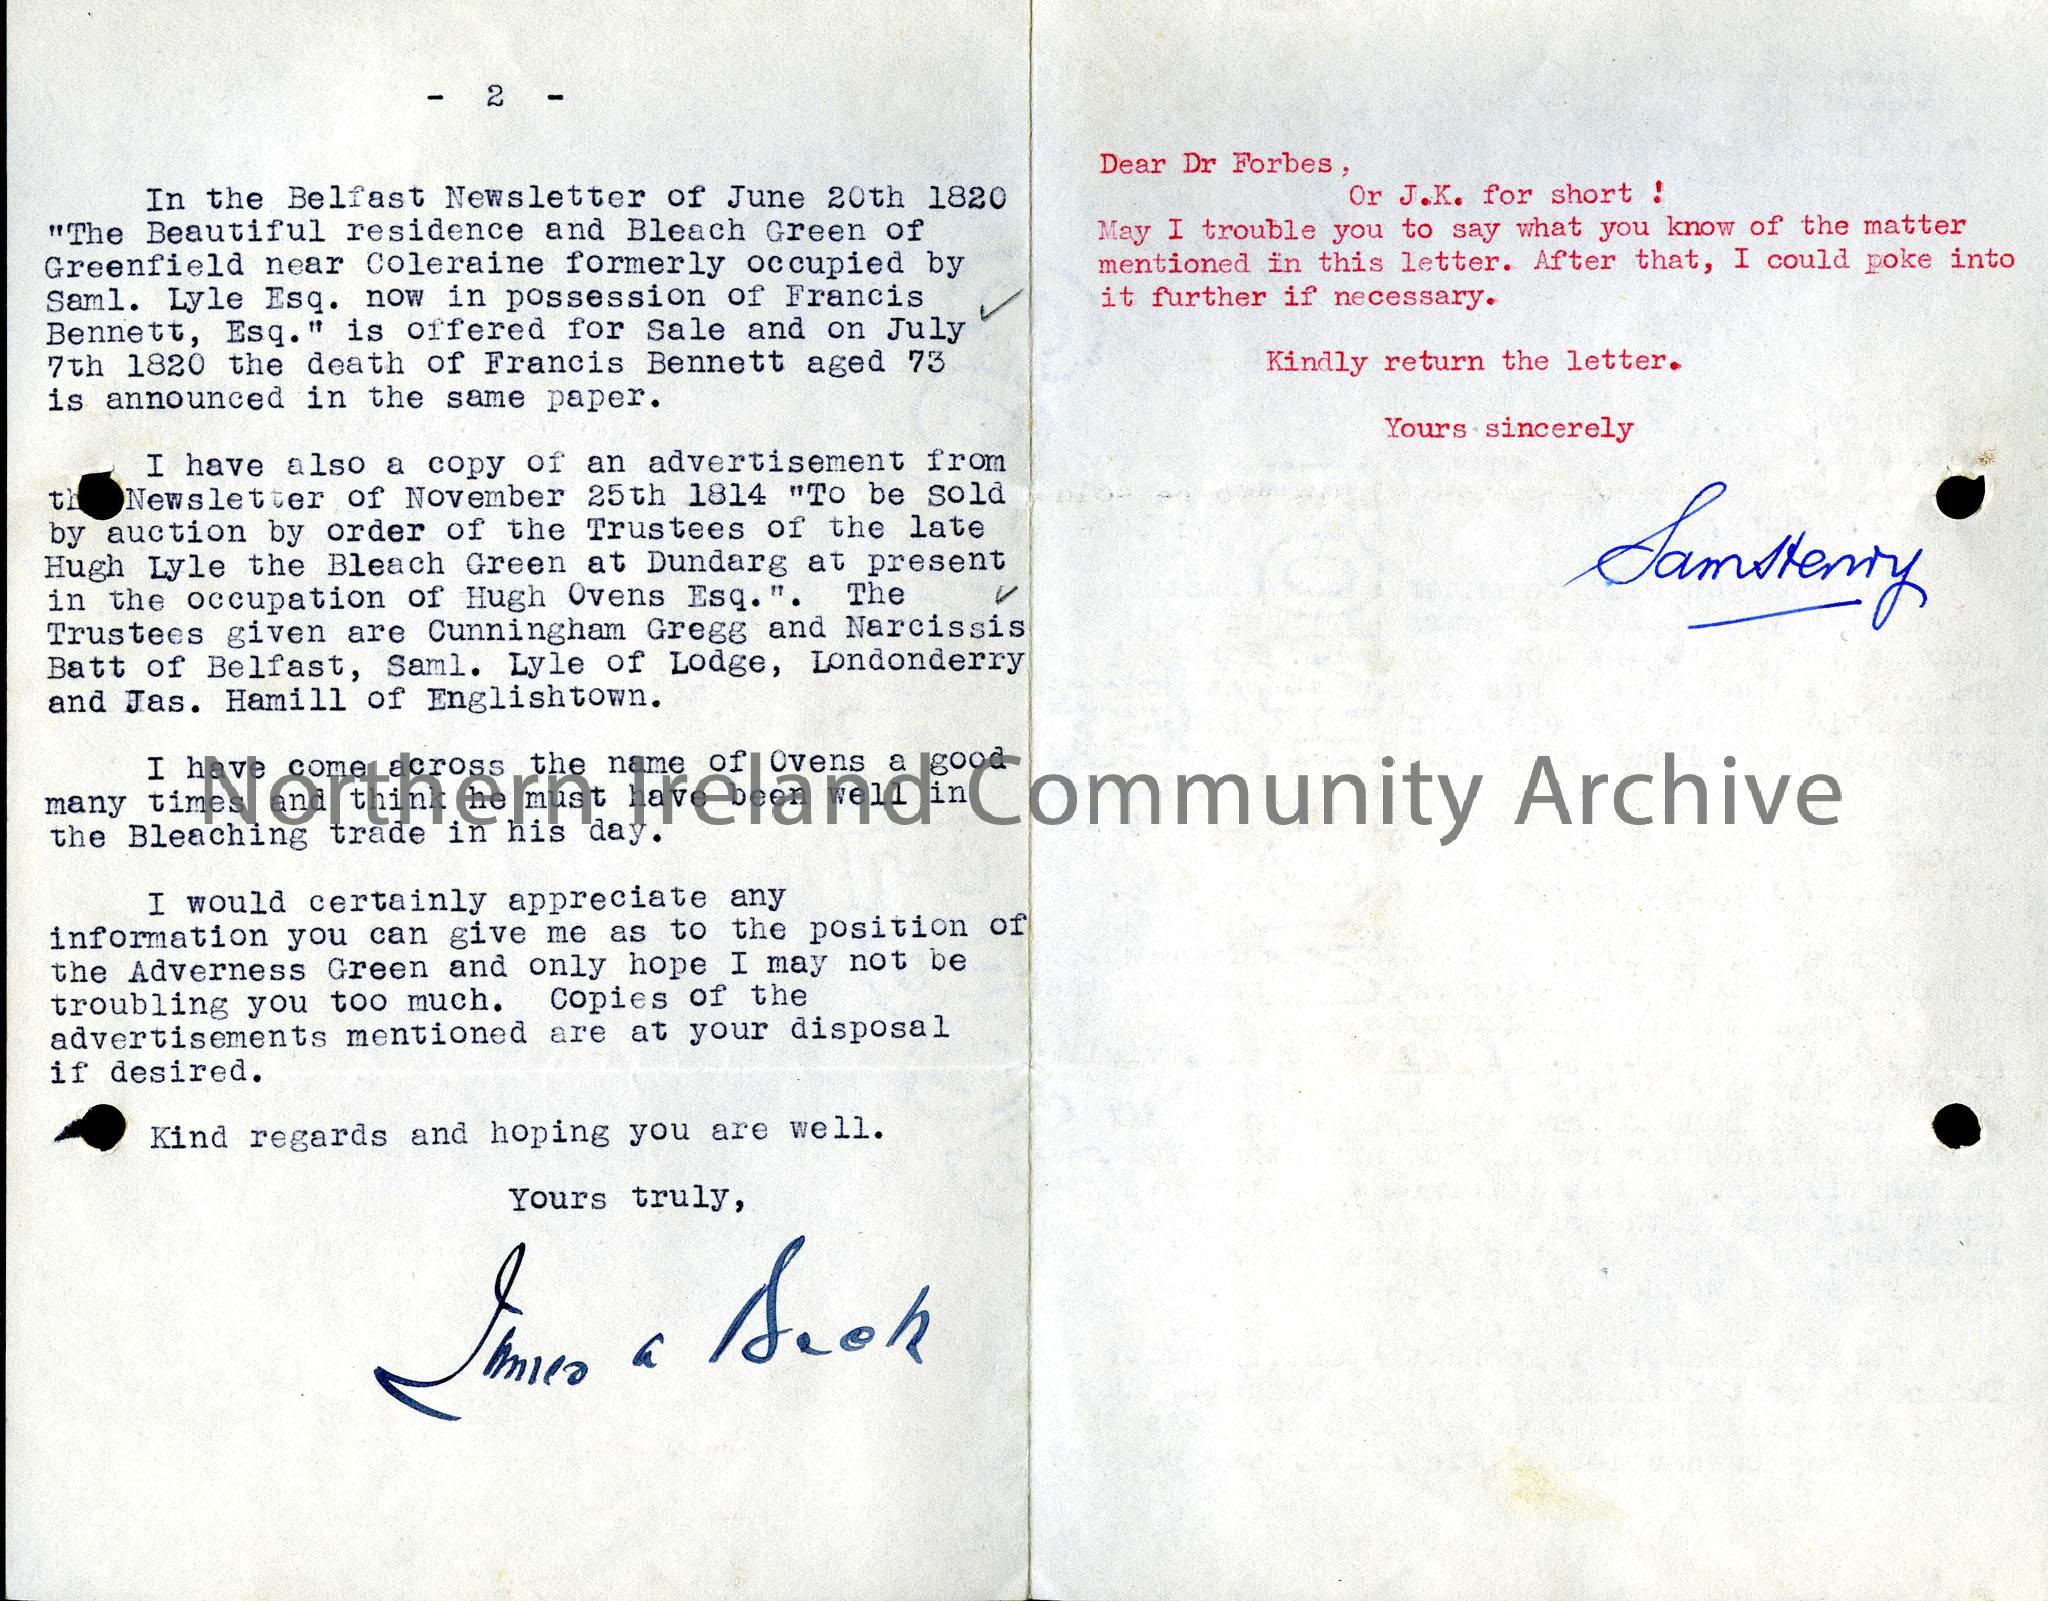 - 2 -
In the Belfast Newsletter of June 20th 1820
"The Beautiful residence and Bleach Green of
Greenfield near Coleraine formerly occupied by
Saml. Lyle Esq. now in possession of Francis
Bennett, Esq." is offered for Sale and on July
7th 1820 the death of Francis Bennett aged 73
is announced in the same paper.
I have also a copy of an advertisement from
th Newsletter of November 25th 1814 "To be Sold
by auction by order of the Trustees of the late
Hugh Lyle the Bleach Green at Dundarg at present
in the occupation of Hugh Ovens Esq.". The
Trustees given are Cunningham Gregg and Narcissis
Batt of Belfast, Saml. Lyle of Lodge, Londonderry
and Jas. Hamill of Englishtown.
I have come across the name of Ovens a good
many times and think he must have been well in
the Bleaching trade in his day.
I would certainly appreciate any
information you can give me as to the position of
the Adverness Green and only hope I may not be
troubling you too much. Copies of the
advertisements mentioned are at your disposal
if desired.
Kind regards and hoping you are well.
Yours truly,
James a Beck
Dear Dr Forbes,
Or J.K. for short !
May I trouble you to say what you know of the matter
mentioned in this letter. After that, I could poke into
it further if necessary.
Kindly return the letter.
Yours sincerely
Sam Henry
Northern Ireland Community Archive